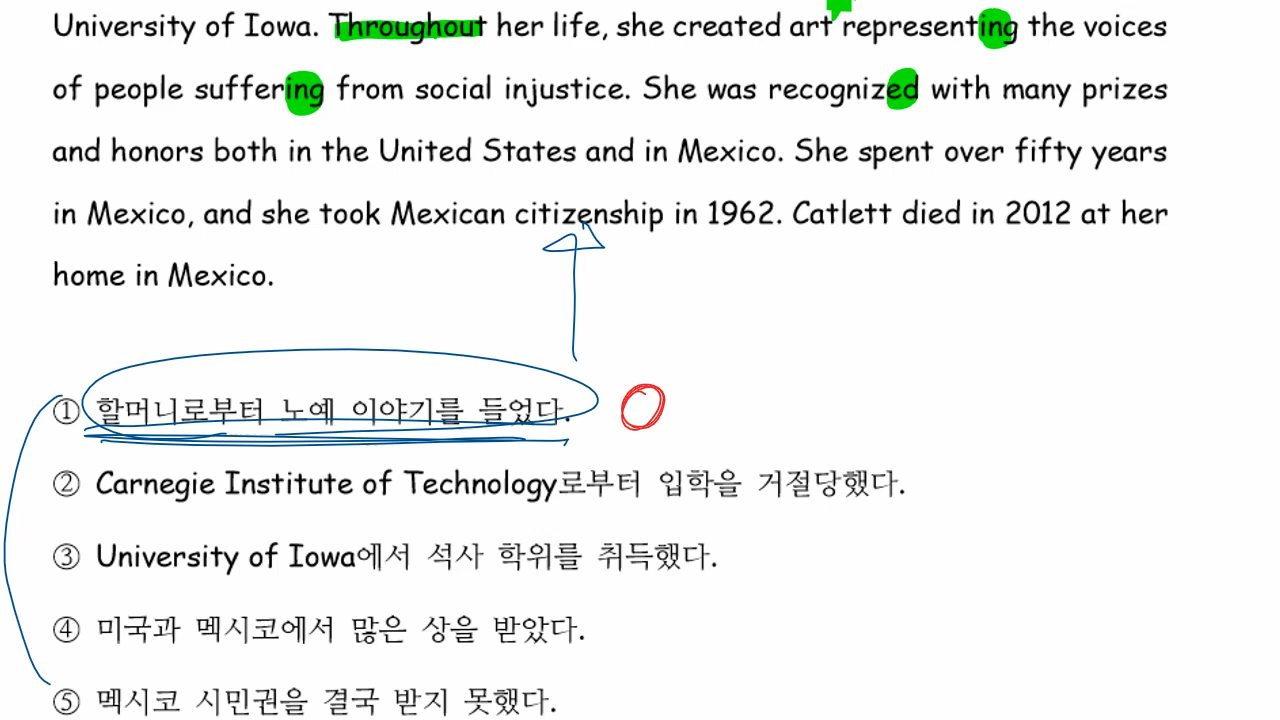 University of Iowa. Throughout her life, she created art representing the voices
of people suffering from social injustice. She was recognized with many prizes
and honors both in the United States and in Mexico. She spent over fifty years
in Mexico, and she took Mexican citizenship in 1962. Catlett died in 2012 at her
home in Mexico.
① 할머니로부터 노예 이야기를 들었다.
② Carnegie Institute of Technology로부터 입학을 거절당했다.
③ University of Iowa에서 석사 학위를 취득했다.
④ 미국과 멕시코에서 많은 상을 받았다.
⑤ 멕시코 시민권을 결국 받지 못했다.